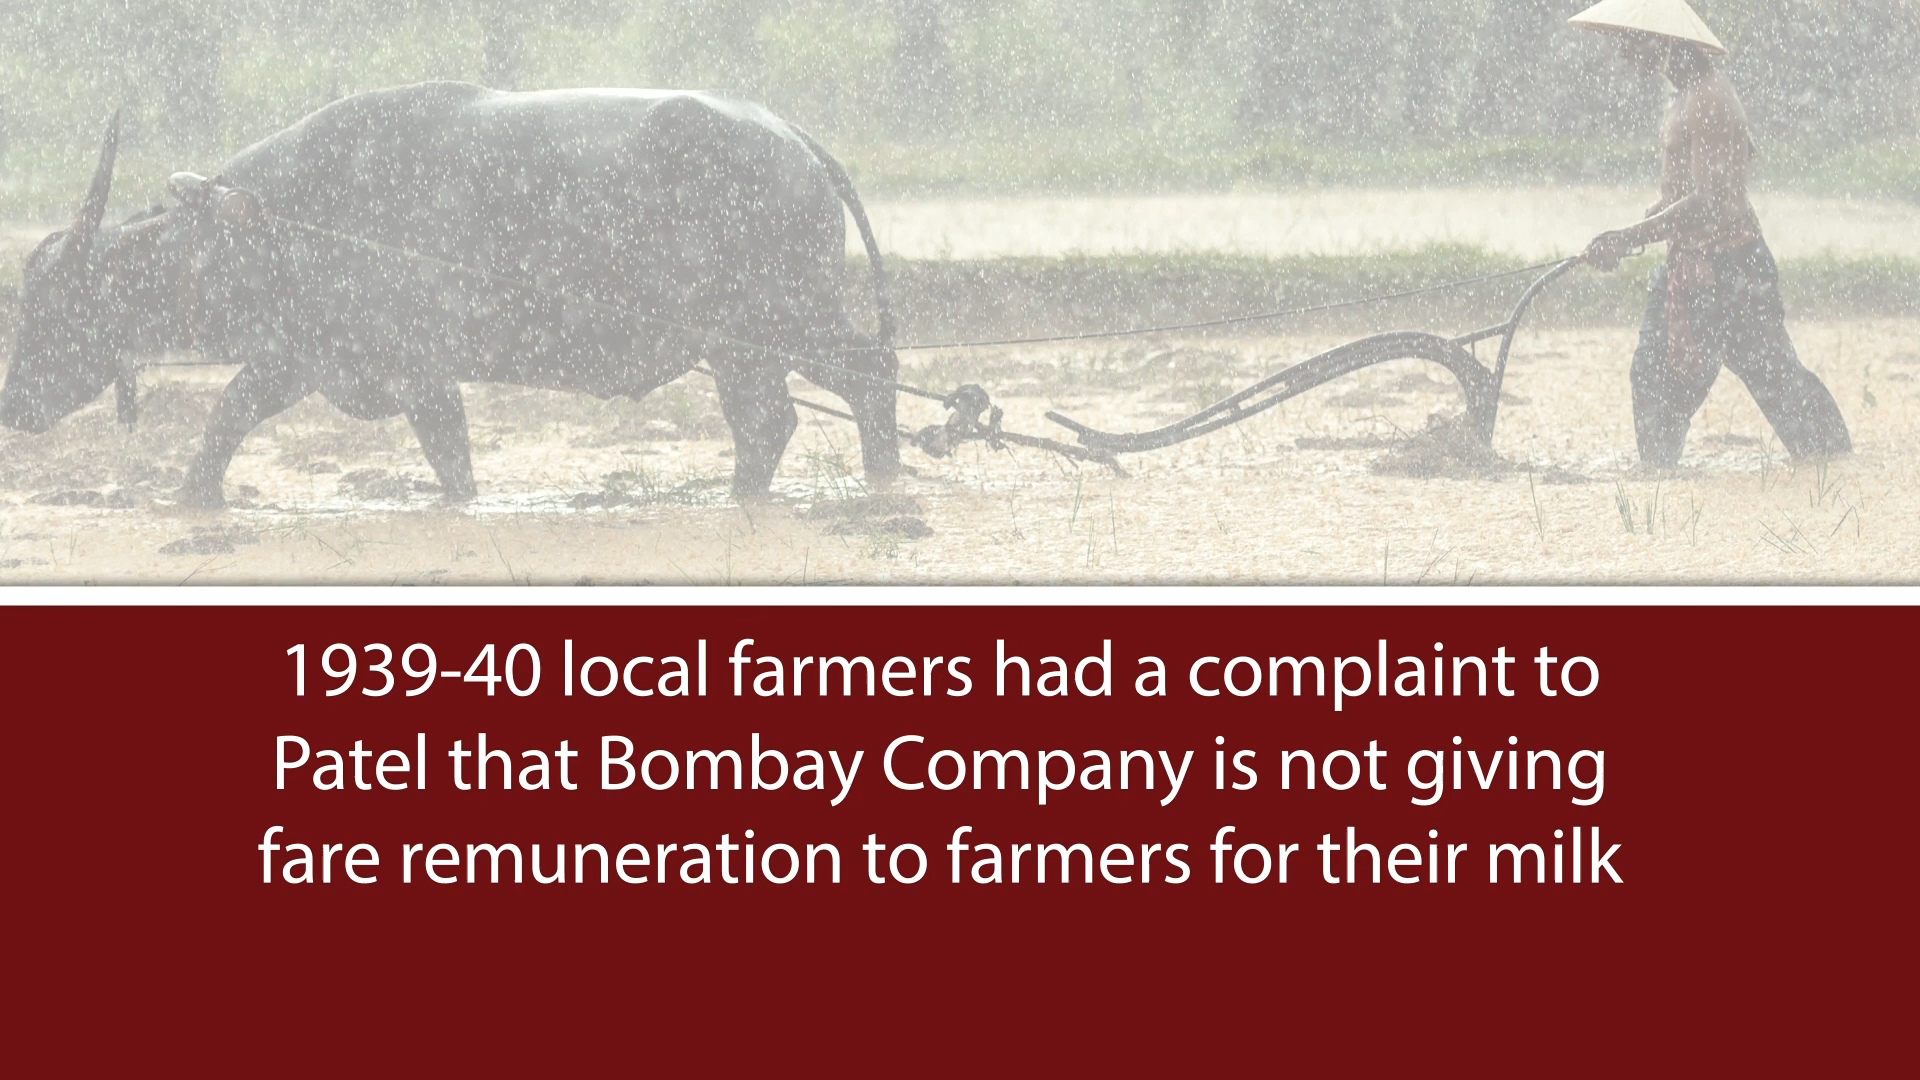 1939-40 local farmers had a complaint to
Patel that Bombay Company is not giving
fare remuneration to farmers for their milk